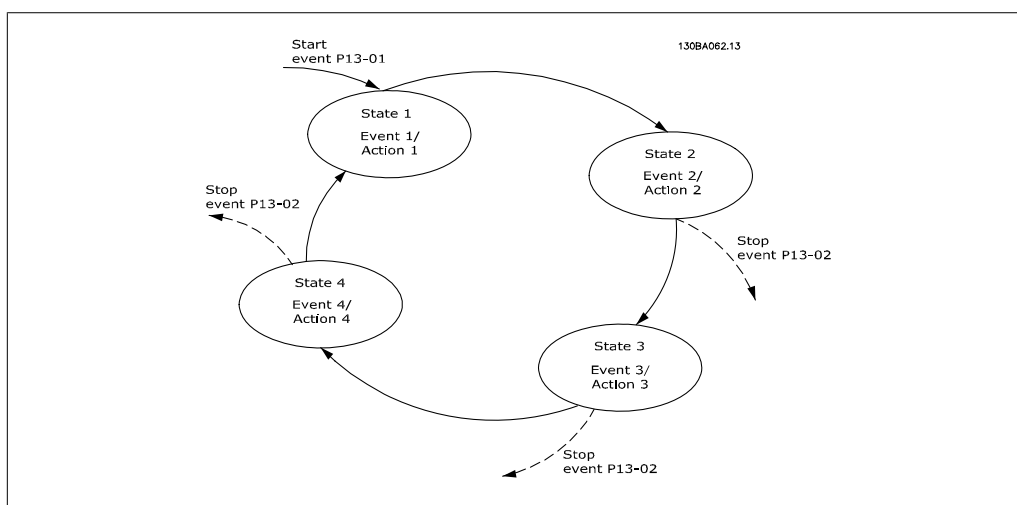 Start
event P13-01
130BA062.13
State 1
Event 1/
Action 1
State 2
Event 2/
Action 2
Stop
event P13-02
Stop
event P13-02
State 4
Event 4/
Action 4
State 3
Event 3/
Action 3
Stop
event P13-02